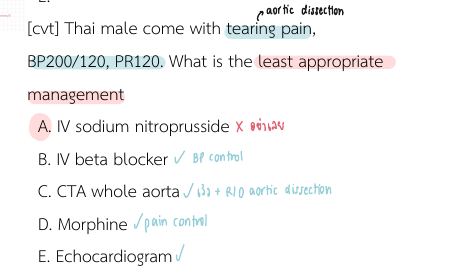 aortic dissection
[cvt] Thai male come with tearing pain,
BP200/120, PR120. What is the least appropriate
management
A. IV sodium nitroprusside × อย่าเลย
B. IV beta blocker ✓ BP control
C. CTA whole aorta ✓ เร็ว + R/O aortic dissection
D. Morphine ✓ pain control
E. Echocardiogram ✓